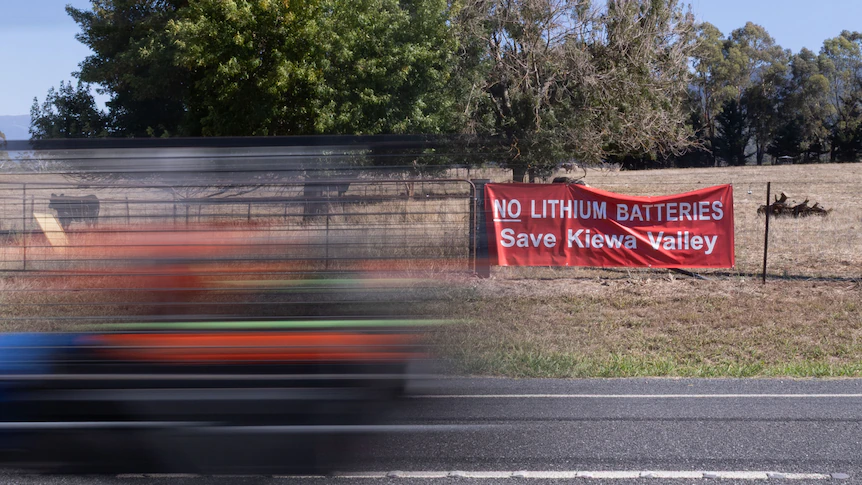 NO LITHIUM BATTERIES
Save Kiewa Valley